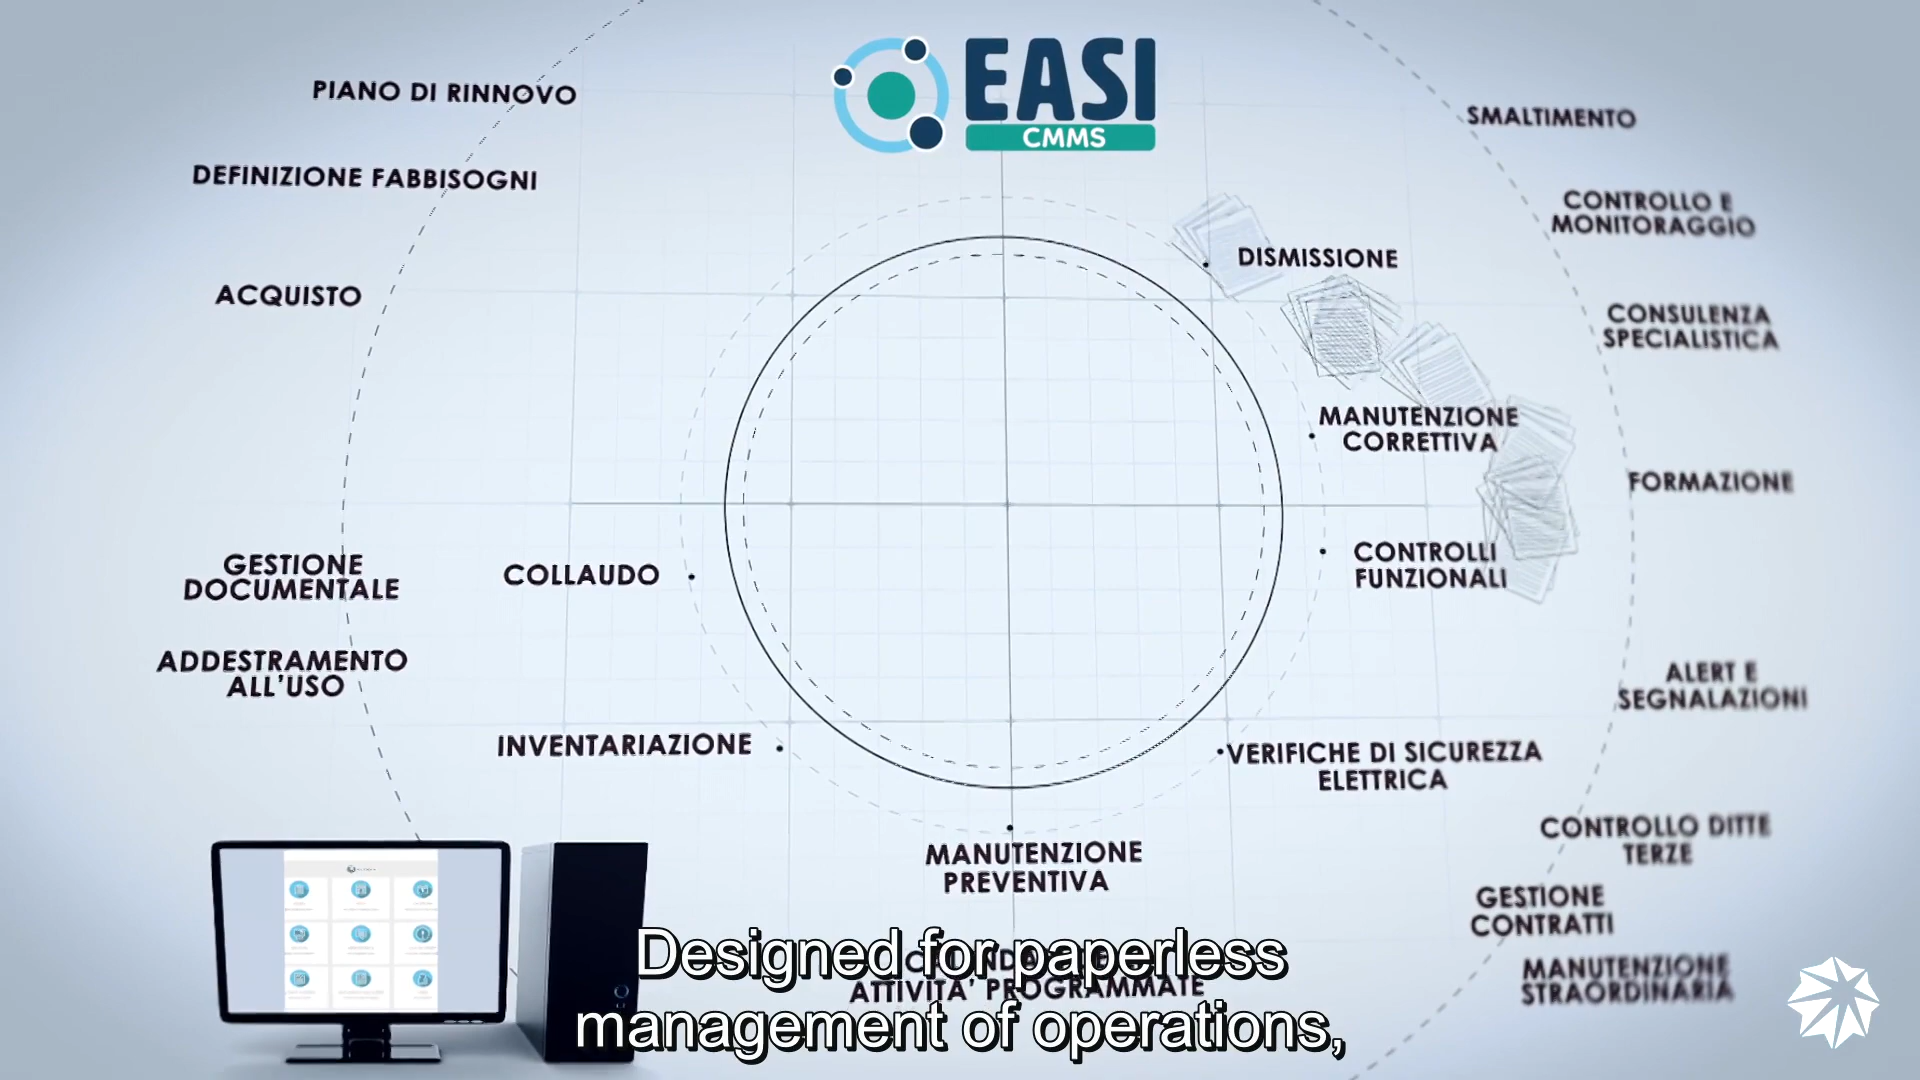 EASI
CMMS
PIANO DI RINNOVO
DEFINIZIONE FABBISOGNI
ACQUISTO
GESTIONE
DOCUMENTALE
ADDESTRAMENTO
ALL'USO
COLLAUDO
INVENTARIAZIONE
MANUTENZIONE
PREVENTIVA
ATTIVITA' PROGRAMMATE
DISMISSIONE
MANUTENZIONE
CORRETTIVA
CONTROLLI
FUNZIONALI
VERIFICHE DI SICUREZZA
ELETTRICA
SMALTIMENTO
CONTROLLO E
MONITORAGGIO
CONSULENZA
SPECIALISTICA
FORMAZIONE
ALERT E
SEGNALAZIONI
CONTROLLO DITTE
TERZE
GESTIONE
CONTRATTI
MANUTENZIONE
STRAORDINARIA
Designed for paperless
management of operations,